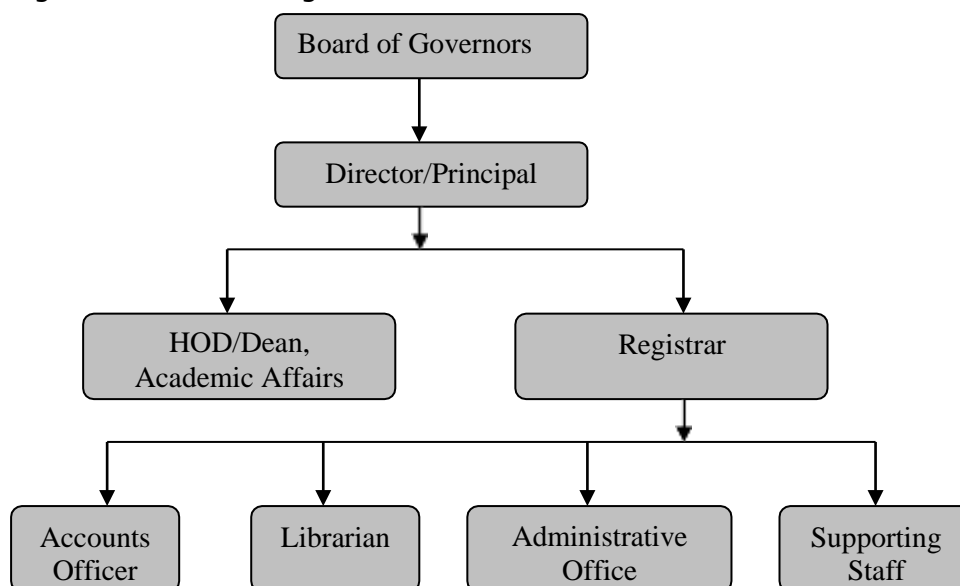 Board of Governors
Director/Principal
HOD/Dean,
Academic Affairs
Registrar
Accounts
Officer
Librarian
Administrative
Office
Supporting
Staff